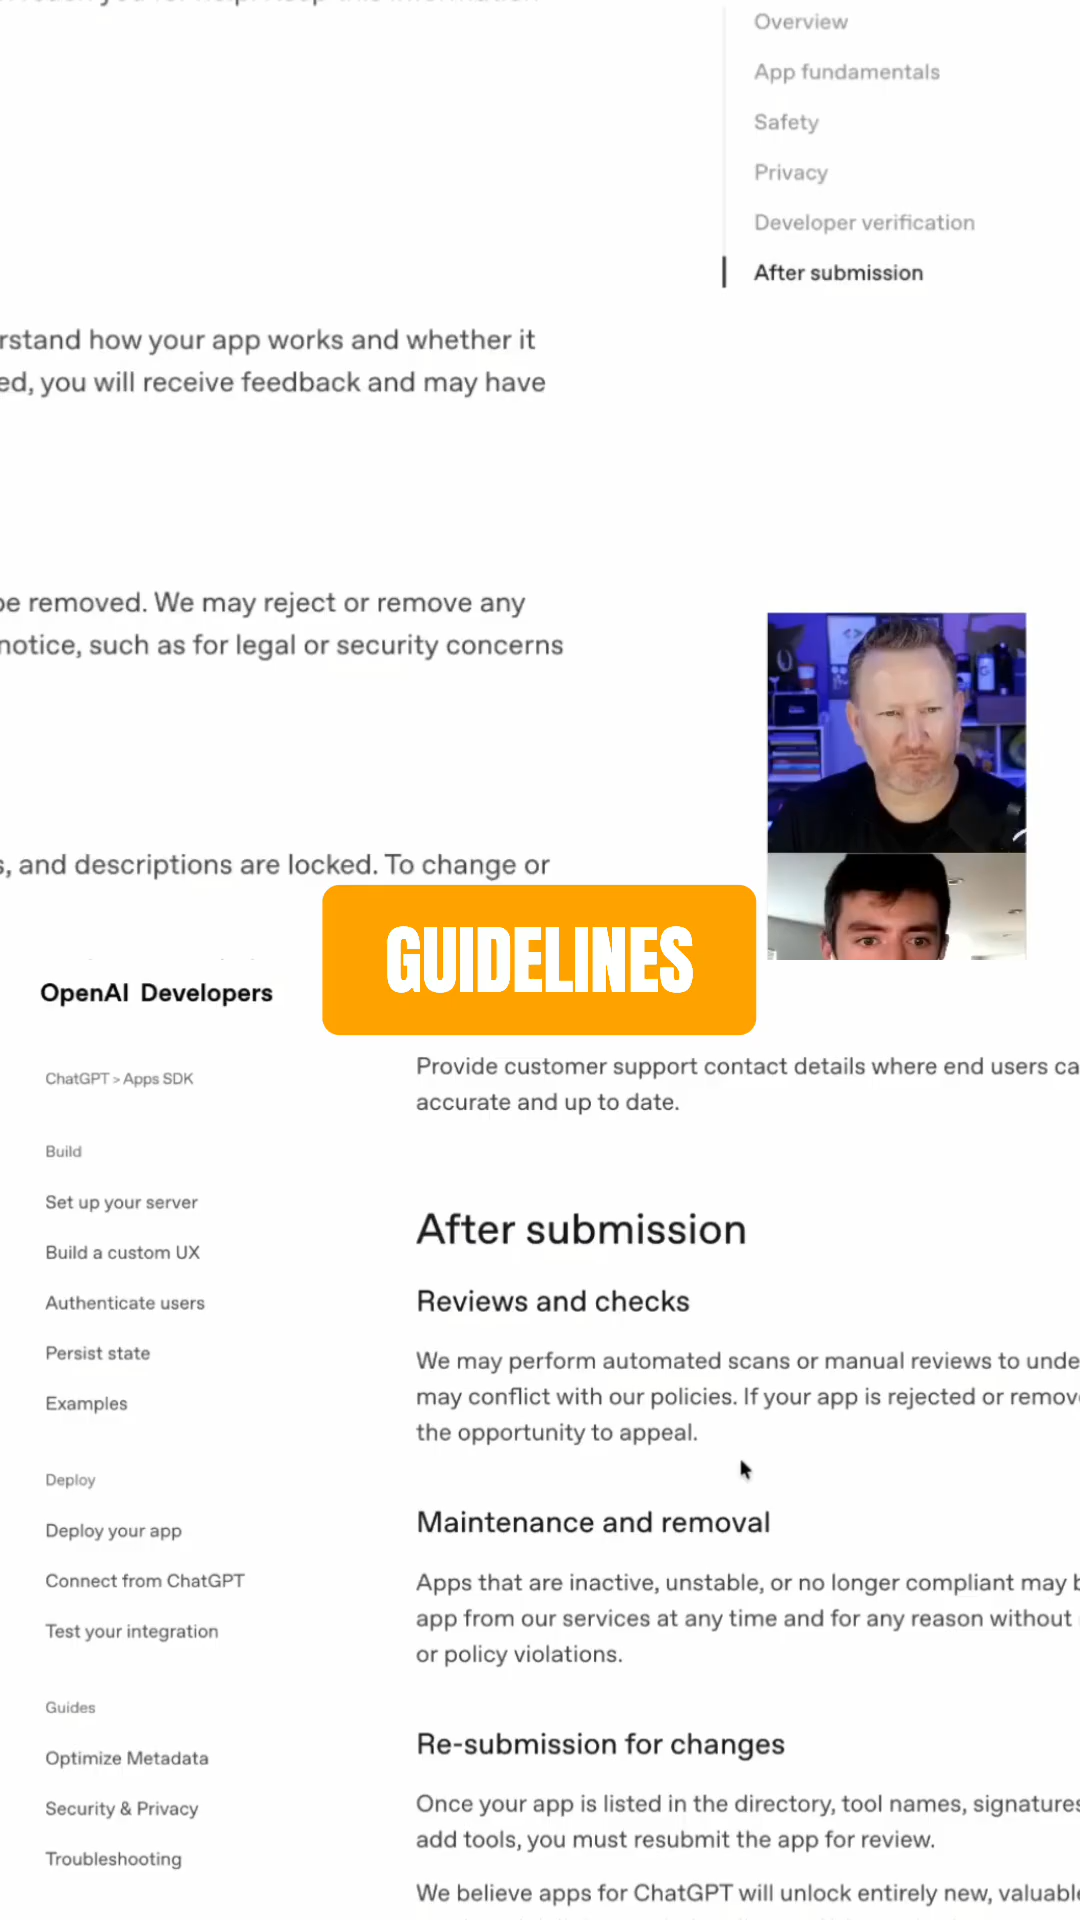 Overview
App fundamentals
Safety
Privacy
Developer verification
After submission
rstand how your app works and whether it
ed, you will receive feedback and may have
be removed. We may reject or remove any
notice, such as for legal or security concerns
s, and descriptions are locked. To change or
GUIDELINES
OpenAI Developers
ChatGPT > Apps SDK
Build
Set up your server
Build a custom UX
Authenticate users
Persist state
Examples
Deploy
Deploy your app
Connect from ChatGPT
Test your integration
Guides
Optimize Metadata
Security & Privacy
Troubleshooting
Provide customer support contact details where end users ca
accurate and up to date.
After submission
Reviews and checks
We may perform automated scans or manual reviews to unde
may conflict with our policies. If your app is rejected or remov
the opportunity to appeal.
Maintenance and removal
Apps that are inactive, unstable, or no longer compliant may b
app from our services at any time and for any reason without
or policy violations.
Re-submission for changes
Once your app is listed in the directory, tool names, signatures
add tools, you must resubmit the app for review.
We believe apps for ChatGPT will unlock entirely new, valuable